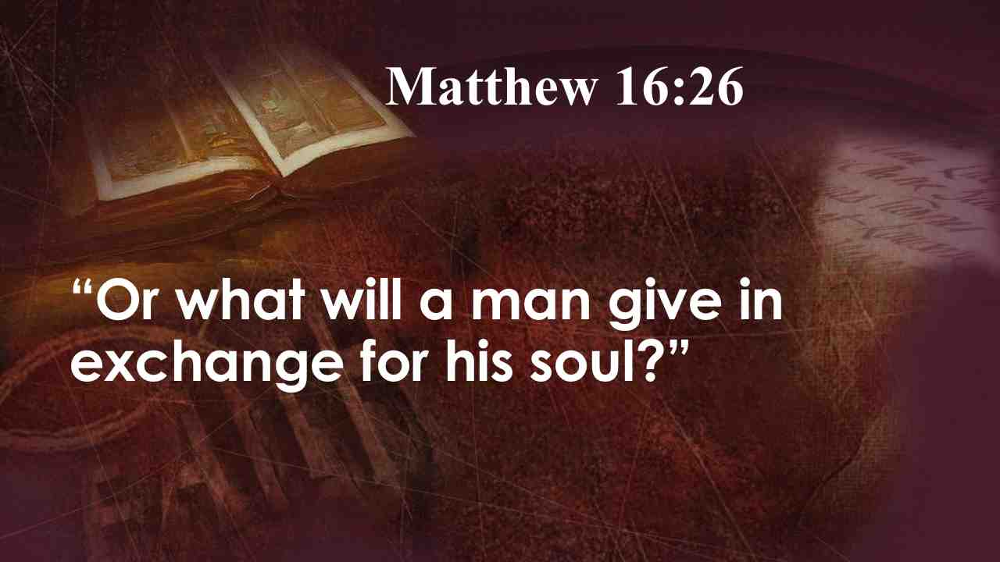 Matthew 16:26
“Or what will a man give in
exchange for his soul?”